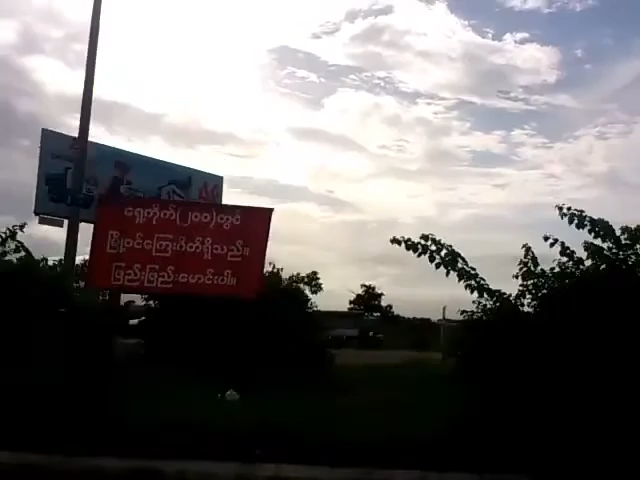 ရှေ့ကိုက်(၂၀၀)တွင်
မြို့ဝင်ကြေးဂိတ်ရှိသည်။
ဖြည်းဖြည်းမောင်းပါ။